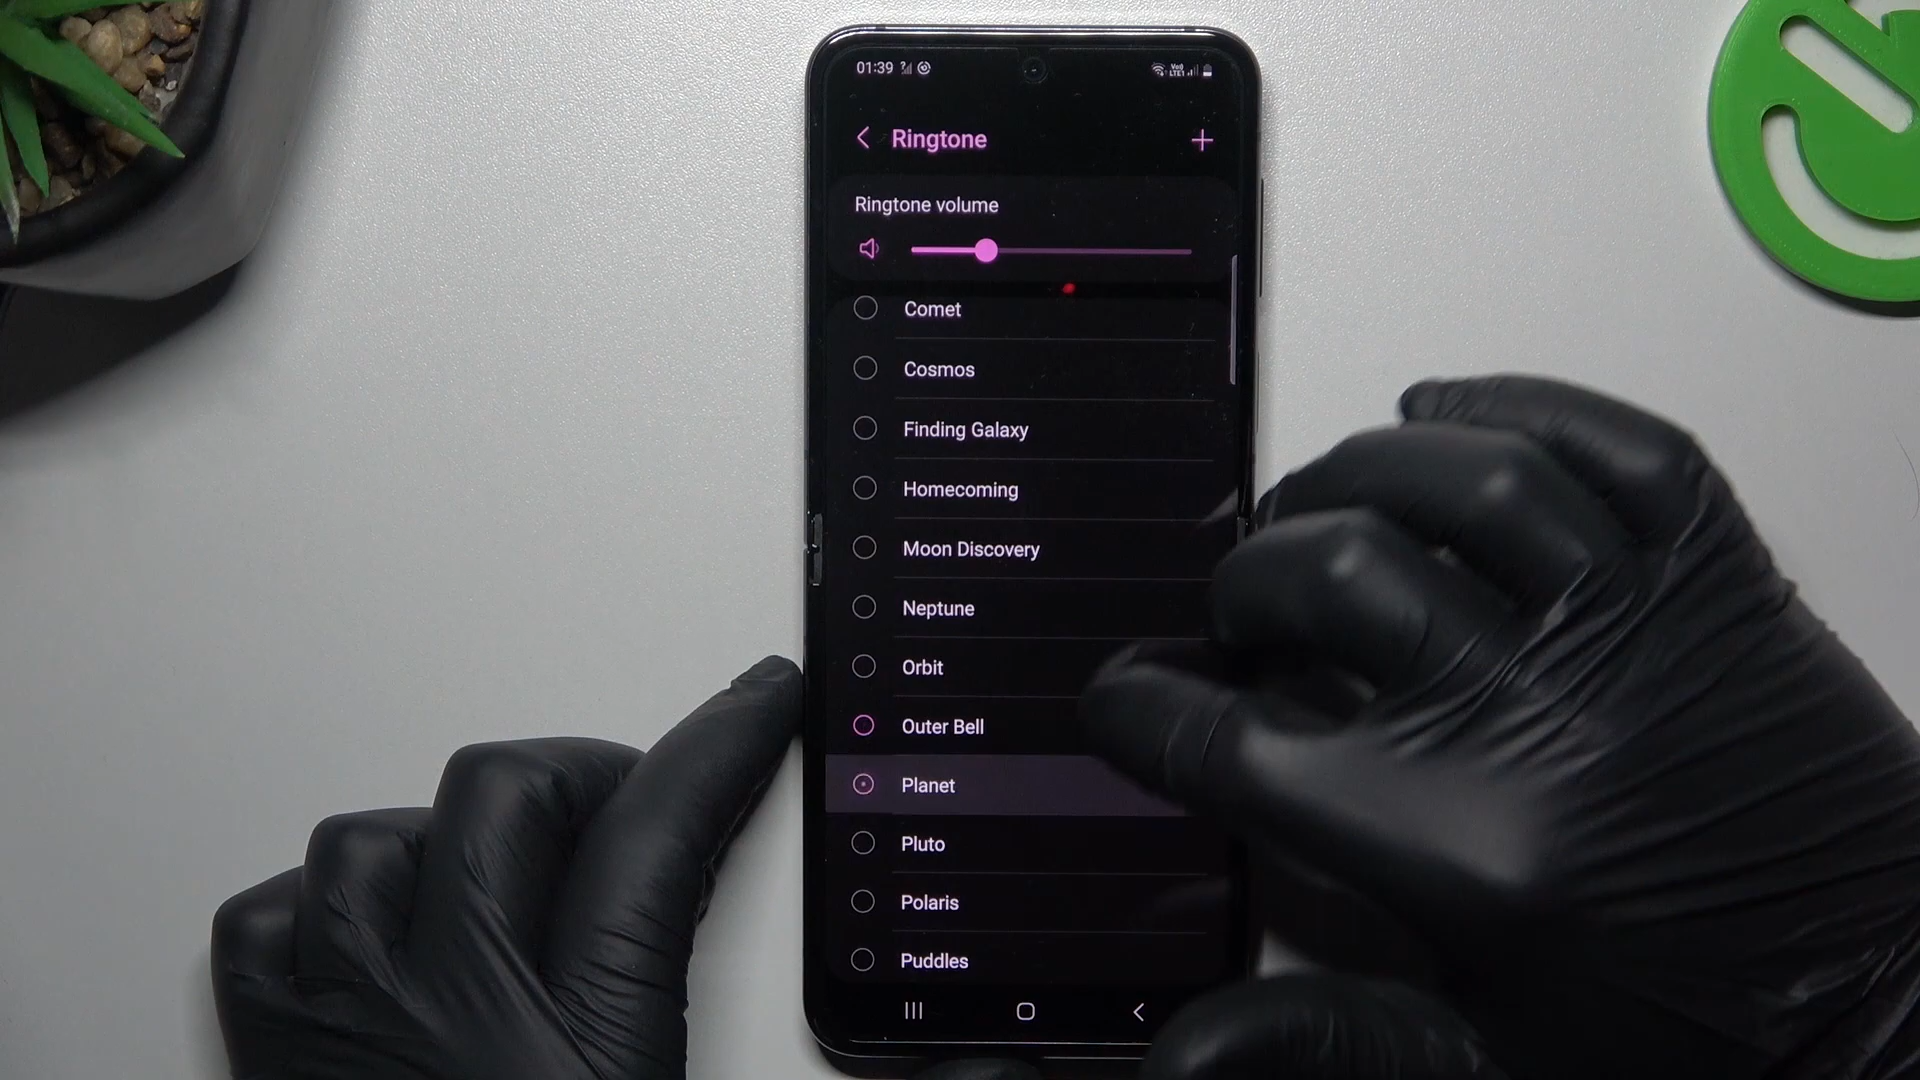 01:39
Ringtone
Ringtone volume
Comet
Cosmos
Finding Galaxy
Homecoming
Moon Discovery
Neptune
Orbit
Outer Bell
Planet
Pluto
Polaris
Puddles